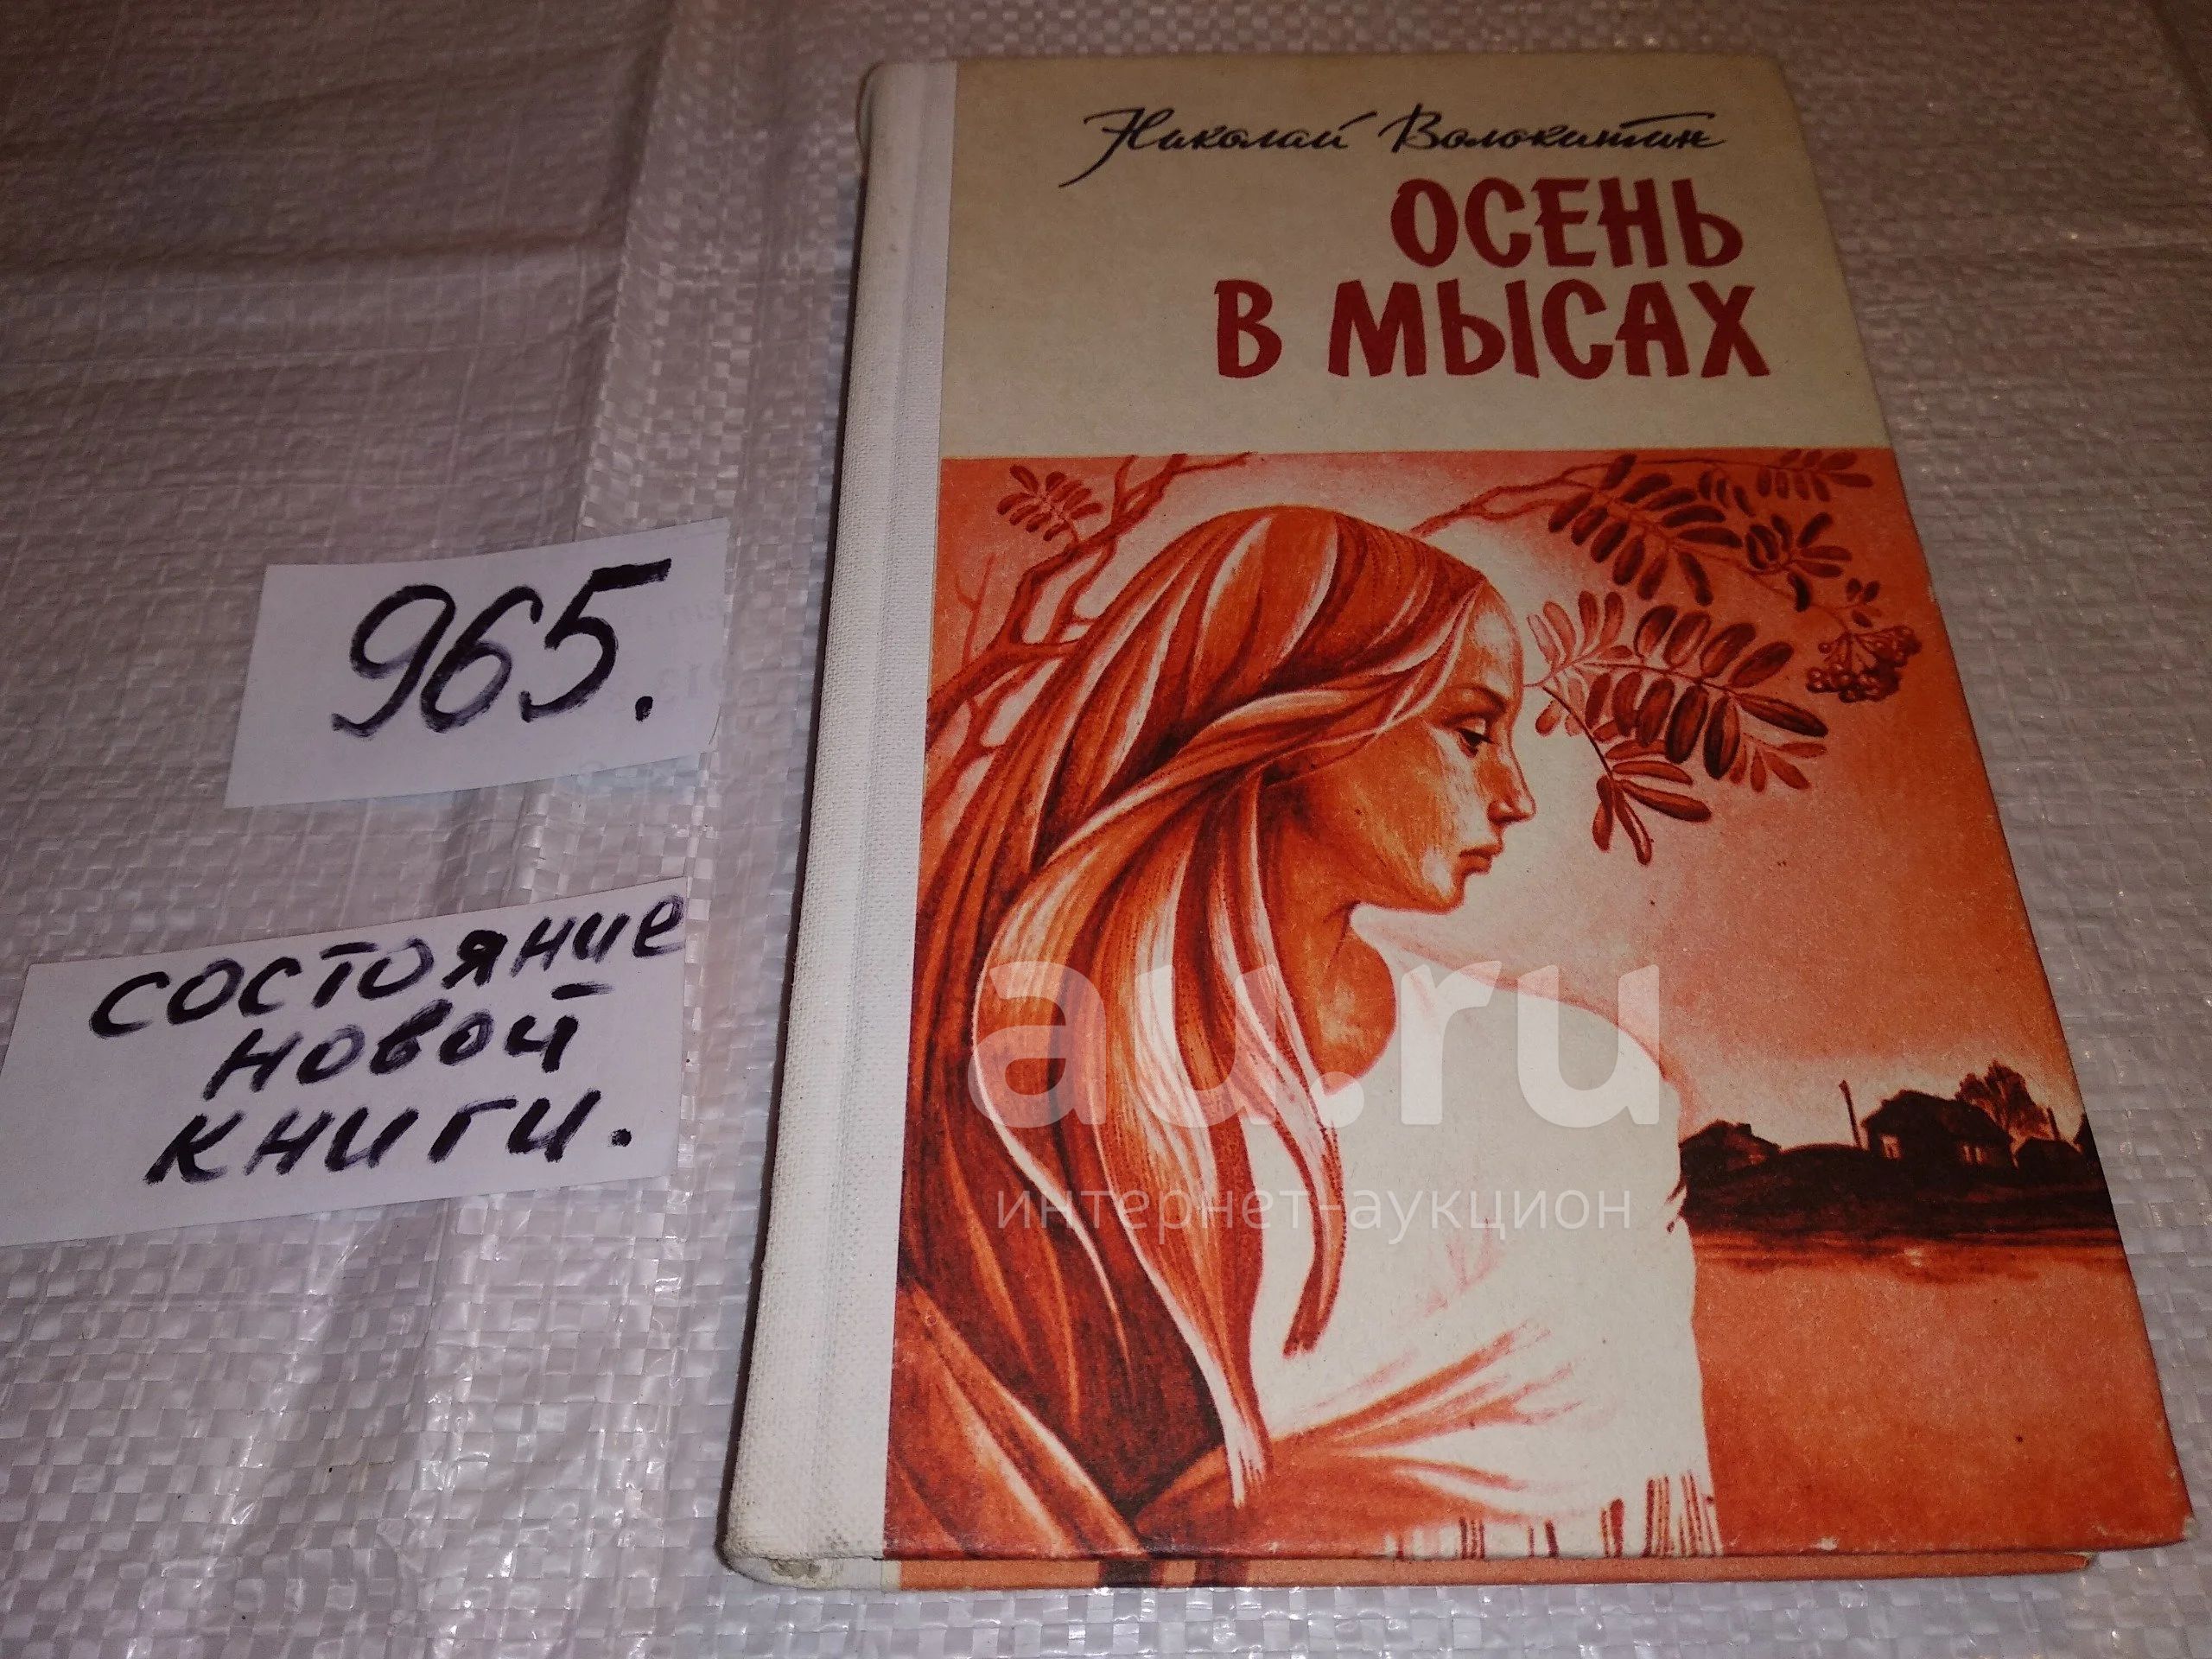 Николай Волокитин
ОСЕНЬ
В МЫСАХ
965.
состояние
новой
книги.
au.ru
интернет-аукцион